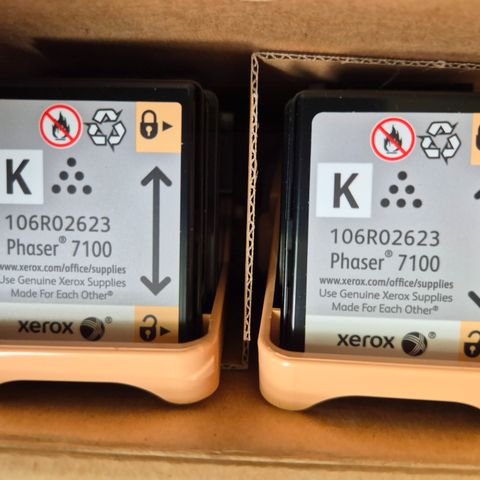 K
106R02623
Phaser® 7100
www.xerox.com/office/supplies
Use Genuine Xerox Supplies
Made For Each Other®
xerox ®
K
106R02623
Phaser® 7100
www.xerox.com/office/supplies
Use Genuine Xerox Supplies
Made For Each Other®
xerox ®